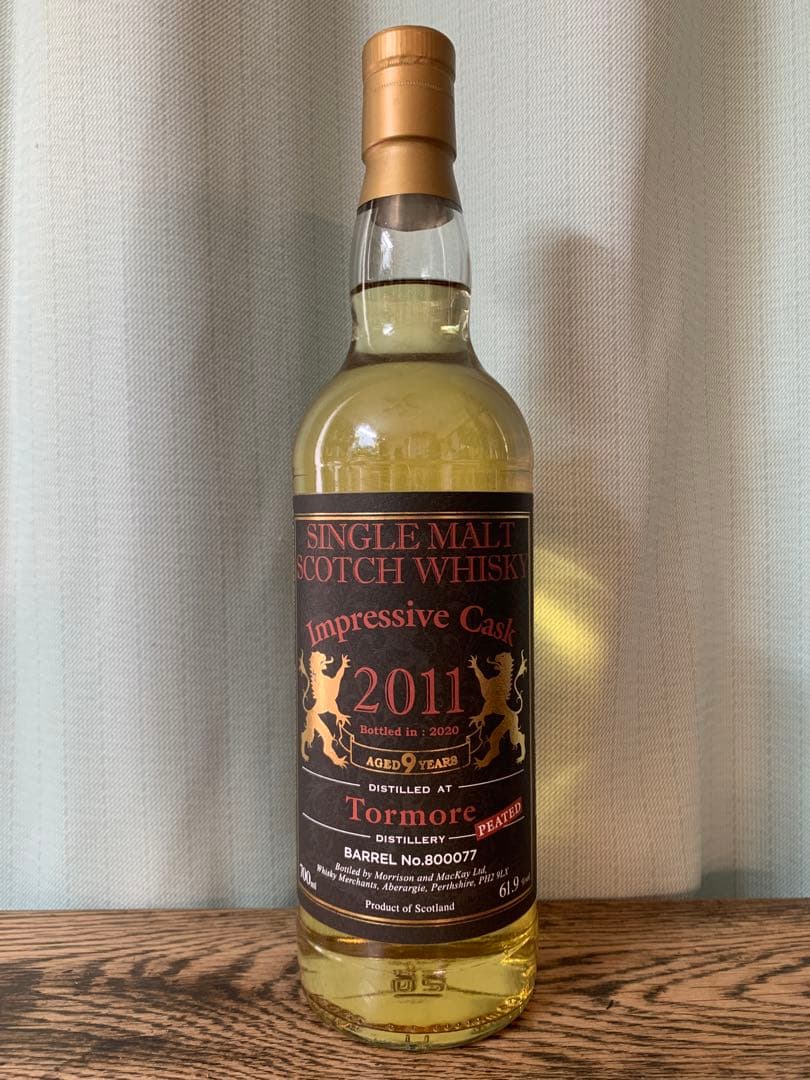 SINGLE MALT
SCOTCH WHISKY
Impressive Cask
2011
Bottled in : 2020
AGED 9 YEARS
DISTILLED AT
Tormore
PEATED
DISTILLERY
BARREL No.800077
Bottled by Morrison and MacKay Ltd,
Whisky Merchants, Aberargie, Perthshire, PH2 9LX
700ml
61.9 %vol
Product of Scotland